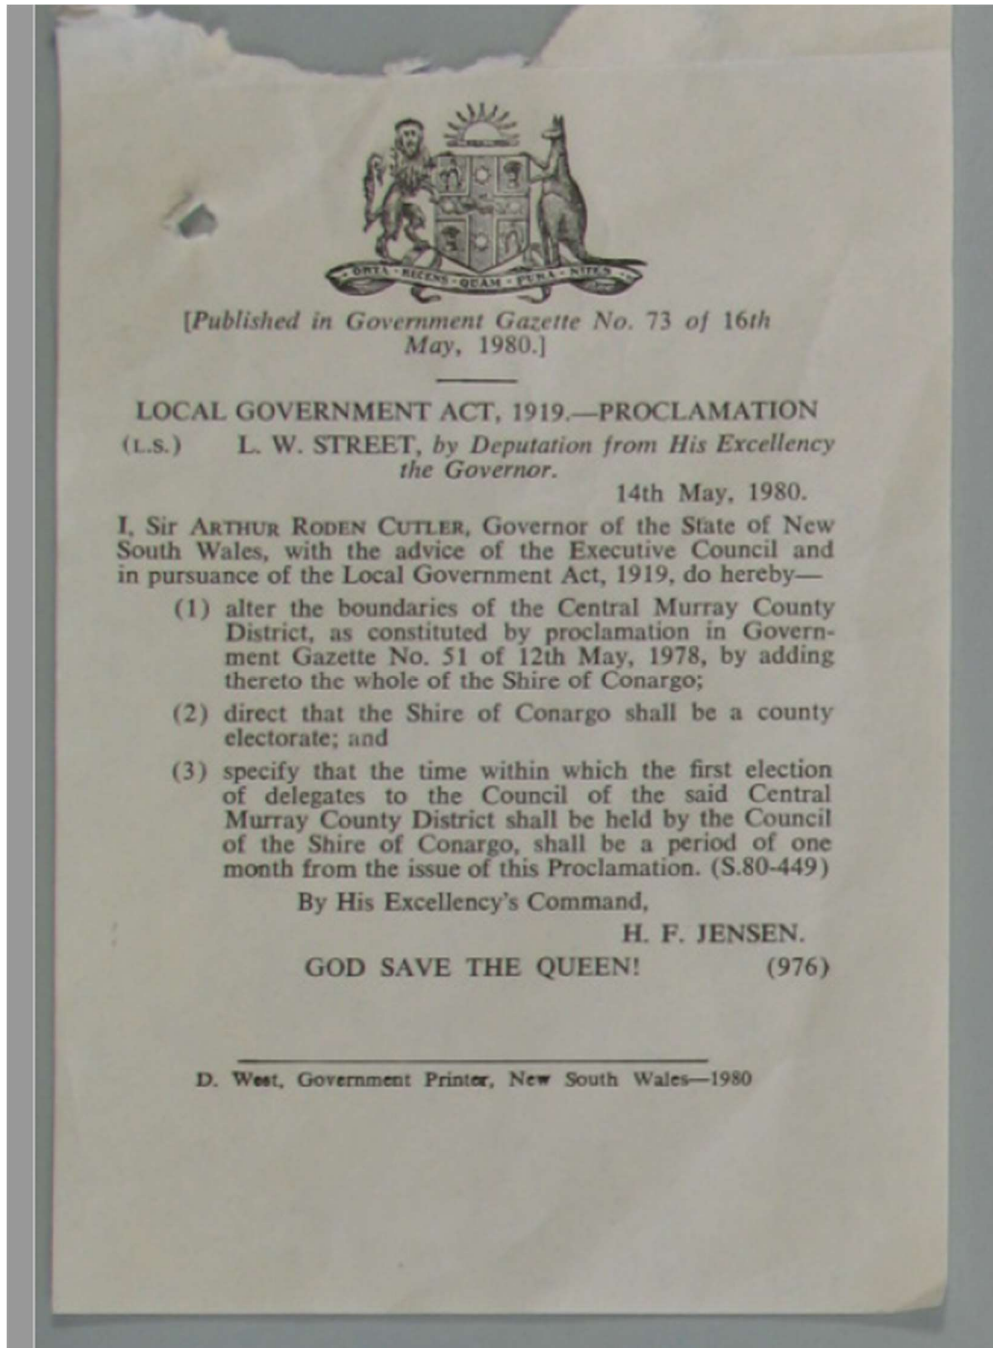 ORTA · RECENS · QUAM · PURA · NITES
[Published in Government Gazette No. 73 of 16th
May, 1980.]
LOCAL GOVERNMENT ACT, 1919.—PROCLAMATION
(L.S.) L. W. STREET, by Deputation from His Excellency
the Governor.
14th May, 1980.
I, Sir ARTHUR RODEN CUTLER, Governor of the State of New
South Wales, with the advice of the Executive Council and
in pursuance of the Local Government Act, 1919, do hereby—
(1) alter the boundaries of the Central Murray County
District, as constituted by proclamation in Govern-
ment Gazette No. 51 of 12th May, 1978, by adding
thereto the whole of the Shire of Conargo;
(2) direct that the Shire of Conargo shall be a county
electorate; and
(3) specify that the time within which the first election
of delegates to the Council of the said Central
Murray County District shall be held by the Council
of the Shire of Conargo, shall be a period of one
month from the issue of this Proclamation. (S.80-449)
By His Excellency's Command,
H. F. JENSEN.
GOD SAVE THE QUEEN! (976)
D. West, Government Printer, New South Wales—1980